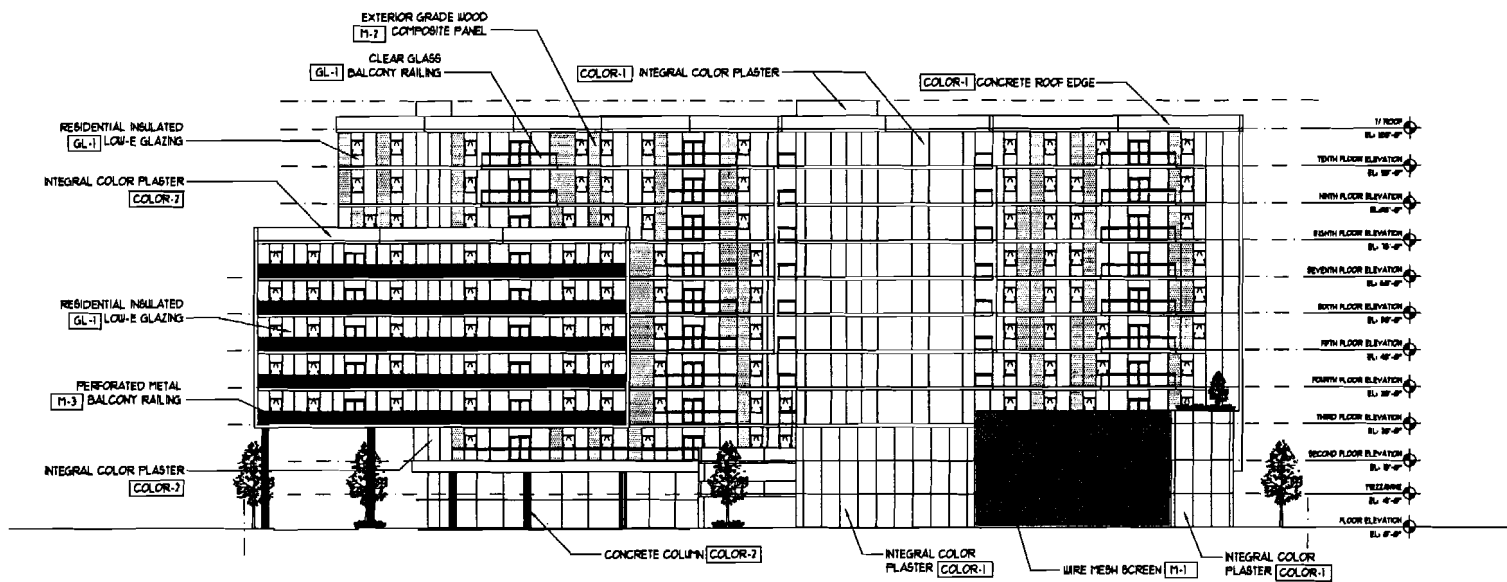 EXTERIOR GRADE WOOD
M-2 COMPOSITE PANEL
CLEAR GLASS
GL-1 BALCONY RAILING
COLOR-1 INTEGRAL COLOR PLASTER
COLOR-1 CONCRETE ROOF EDGE
RESIDENTIAL INSULATED
GL-1 LOW-E GLAZING
INTEGRAL COLOR PLASTER
COLOR-2
RESIDENTIAL INSULATED
GL-1 LOW-E GLAZING
PERFORATED METAL
M-3 BALCONY RAILING
INTEGRAL COLOR PLASTER
COLOR-2
T/ ROOF
TENTH FLOOR ELEVATION
NINTH FLOOR ELEVATION
EIGHTH FLOOR ELEVATION
SEVENTH FLOOR ELEVATION
SIXTH FLOOR ELEVATION
FIFTH FLOOR ELEVATION
FOURTH FLOOR ELEVATION
THIRD FLOOR ELEVATION
SECOND FLOOR ELEVATION
MEZZANINE
FLOOR ELEVATION
CONCRETE COLUMN COLOR-2
INTEGRAL COLOR
PLASTER COLOR-1
WIRE MESH SCREEN M-1
INTEGRAL COLOR
PLASTER COLOR-1